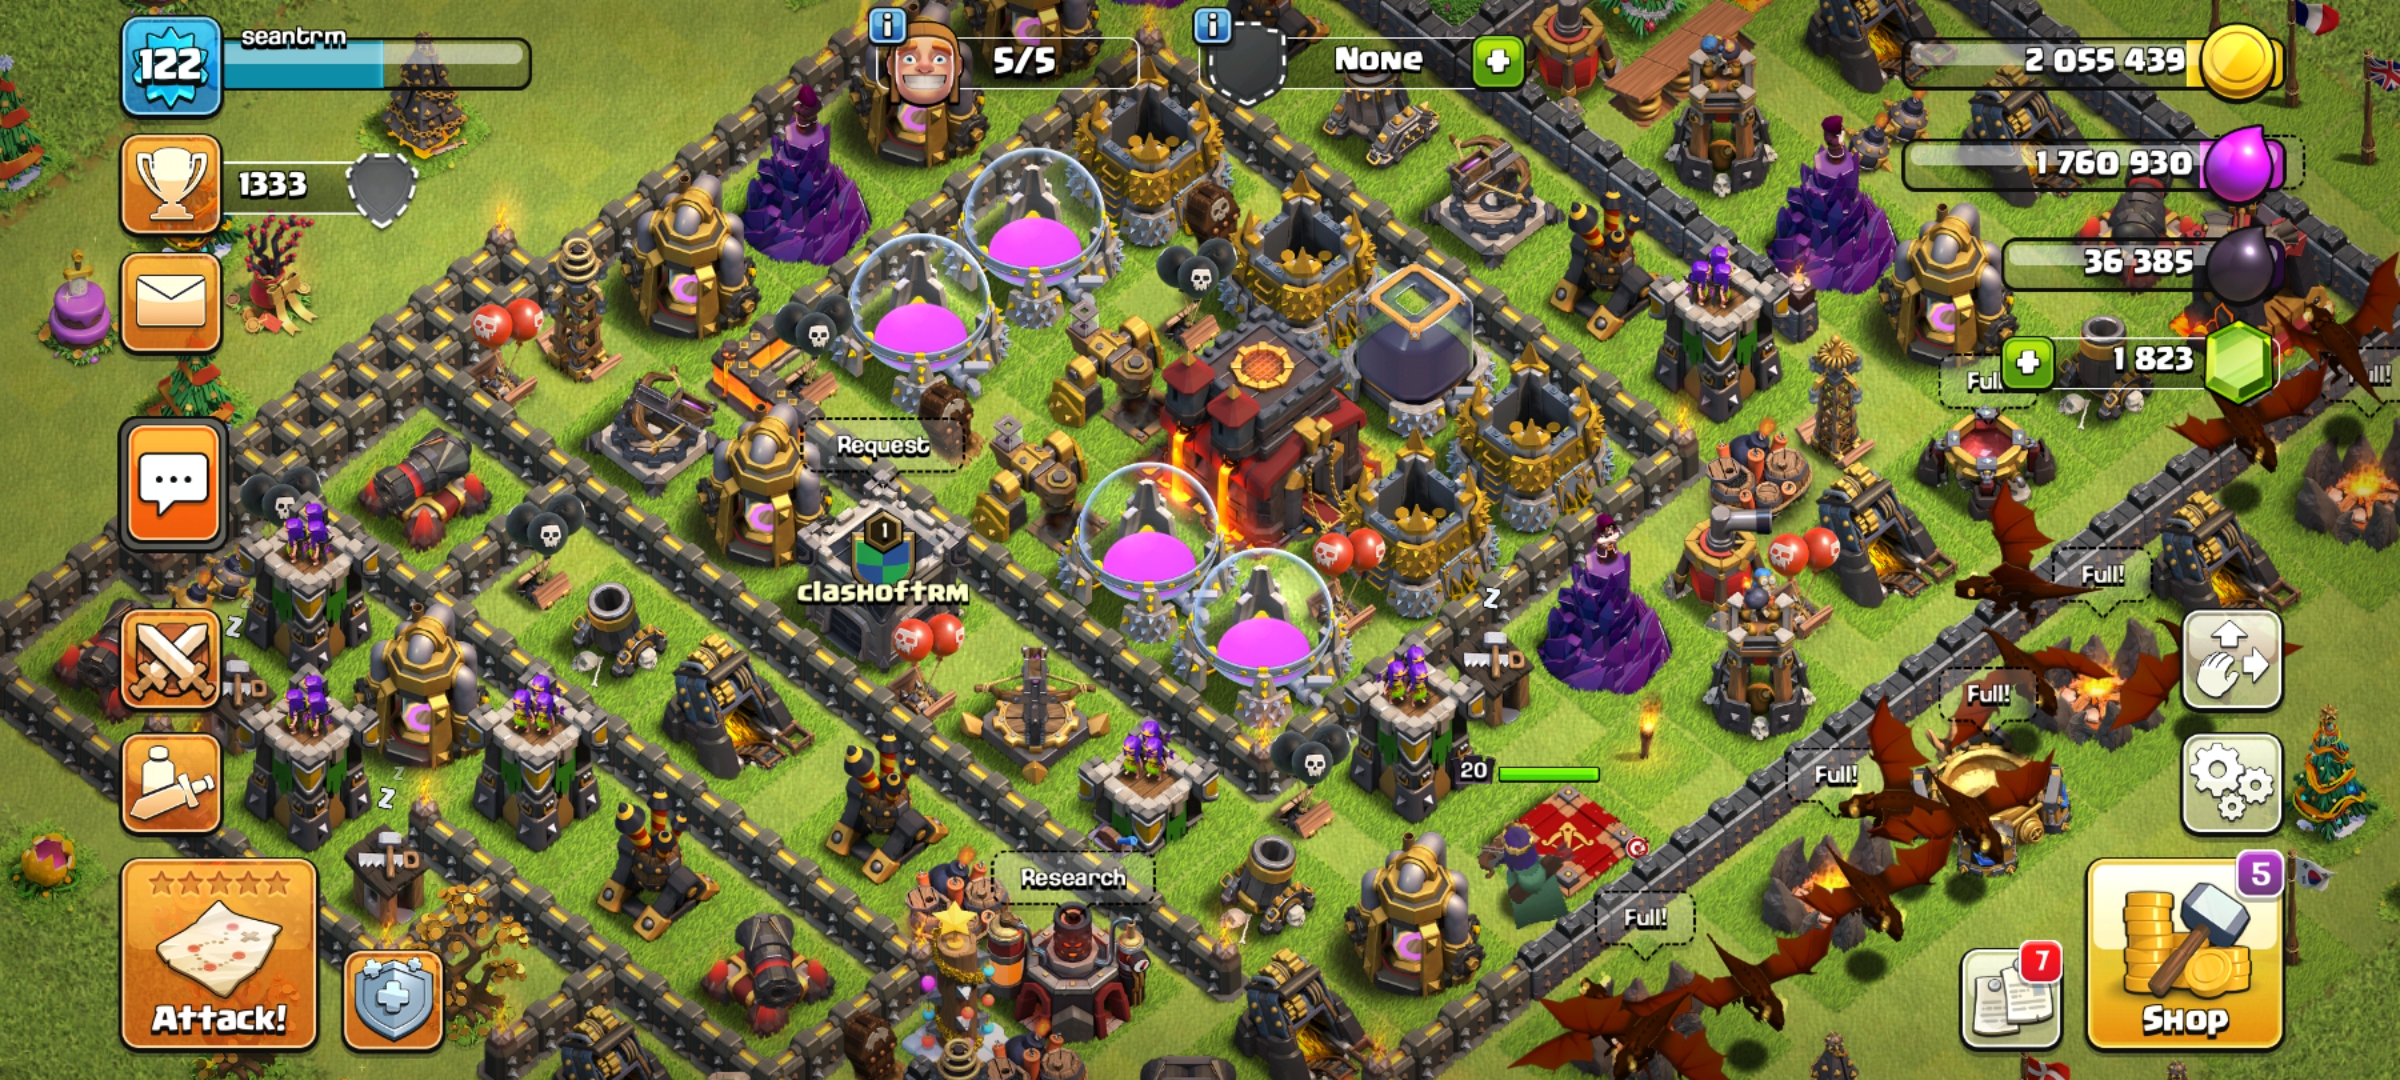 seantrm
122
5/5
None
2 055 439
1333
1 760 930
36 385
1 823
Full!
Request
1
clashoftRM
Full!
Full!
20
Full!
Research
Full!
5
7
Attack!
Shop